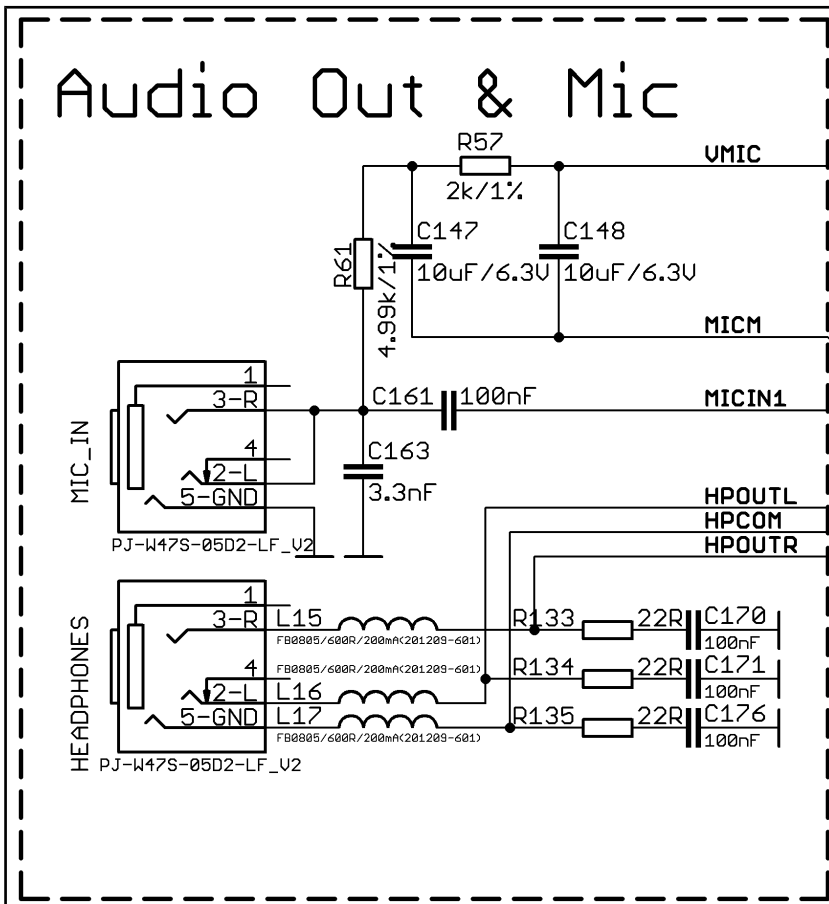 Audio Out & Mic
R57
VMIC
2k/1%
C147
C148
R61
4.99k/1%
10uF/6.3V
10uF/6.3V
MICM
1
3-R
C161
100nF
MICIN1
MIC_IN
4
2-L
C163
5-GND
3.3nF
HPOUTL
HPCOM
PJ-W47S-05D2-LF_V2
HPOUTR
1
3-R
L15
R133
22R
C170
FB0805/600R/200mA(201209-601)
100nF
HEADPHONES
4
FB0805/600R/200mA(201209-601)
R134
22R
C171
2-L
L16
100nF
5-GND
L17
R135
22R
C176
FB0805/600R/200mA(201209-601)
100nF
PJ-W47S-05D2-LF_V2